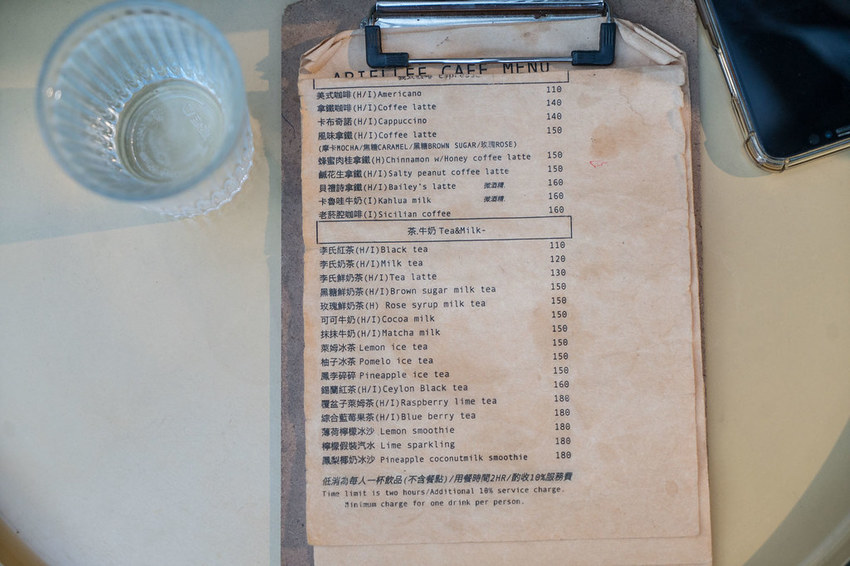 ARIELLEE CAFE MENU
美式咖啡(H/I)Americano 110
拿鐵咖啡(H/I)Coffee latte 140
卡布奇諾(H/I)Cappuccino 140
風味拿鐵(H/I)Coffee latte 150
(摩卡MOCHA/焦糖CARAMEL/黑糖BROWN SUGAR/玫瑰ROSE)
蜂蜜肉桂拿鐵(H)Chinnamon w/Honey coffee latte 150
鹹花生拿鐵(H/I)Salty peanut coffee latte 150
貝禮詩拿鐵(H/I)Bailey's latte 微酒精 160
卡魯哇牛奶(I)Kahlua milk 微酒精 160
老菸腔咖啡(I)Sicilian coffee 160
茶.牛奶 Tea&Milk-
李氏紅茶(H/I)Black tea 110
李氏奶茶(H/I)Milk tea 120
李氏鮮奶茶(H/I)Tea latte 130
黑糖鮮奶茶(H/I)Brown sugar milk tea 150
玫瑰鮮奶茶(H) Rose syrup milk tea 150
可可牛奶(H/I)Cocoa milk 150
抹抹牛奶(H/I)Matcha milk 150
萊姆冰茶 Lemon ice tea 150
柚子冰茶 Pomelo ice tea 150
鳳李碎碎 Pineapple ice tea 150
錫蘭紅茶(H/I)Ceylon Black tea 160
覆盆子萊姆茶(H/I)Raspberry lime tea 180
綜合藍莓果茶(H/I)Blue berry tea 180
薄荷檸檬冰沙 Lemon smoothie 180
檸檬假裝汽水 Lime sparkling 180
鳳梨椰奶冰沙 Pineapple coconutmilk smoothie 180
低消為每人一杯飲品(不含餐點)/用餐時間2HR/酌收10%服務費
Time limit is two hours/Additional 10% service charge.
Minimum charge for one drink per person.